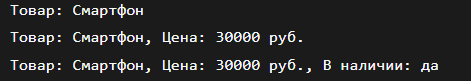 Товар: Смартфон
Товар: Смартфон, Цена: 30000 руб.
Товар: Смартфон, Цена: 30000 руб., В наличии: да